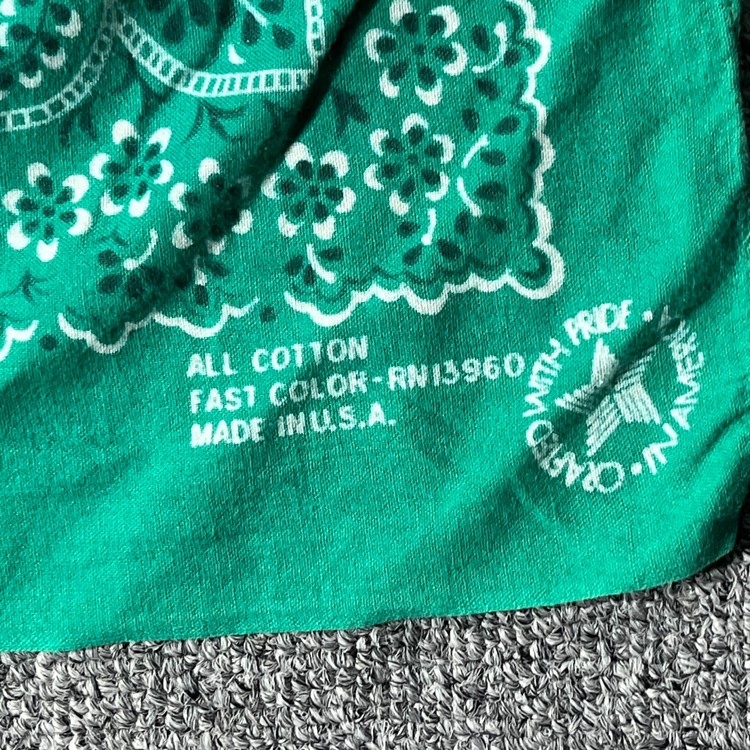 ALL COTTON
FAST COLOR-RN13960
MADE IN U.S.A.
CRAFTED WITH PRIDE •
IN AMERICA •